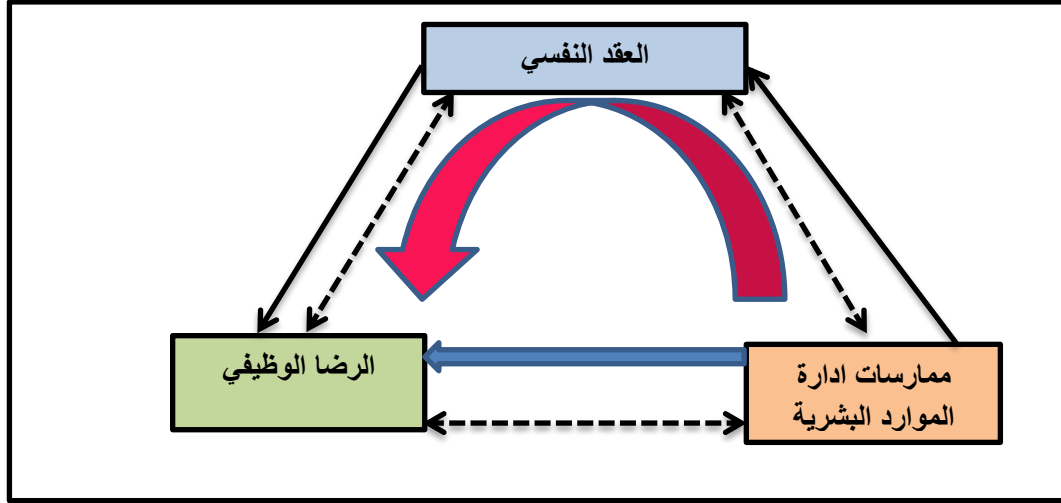 العقد النفسي
ممارسات ادارة
الموارد البشرية
الرضا الوظيفي